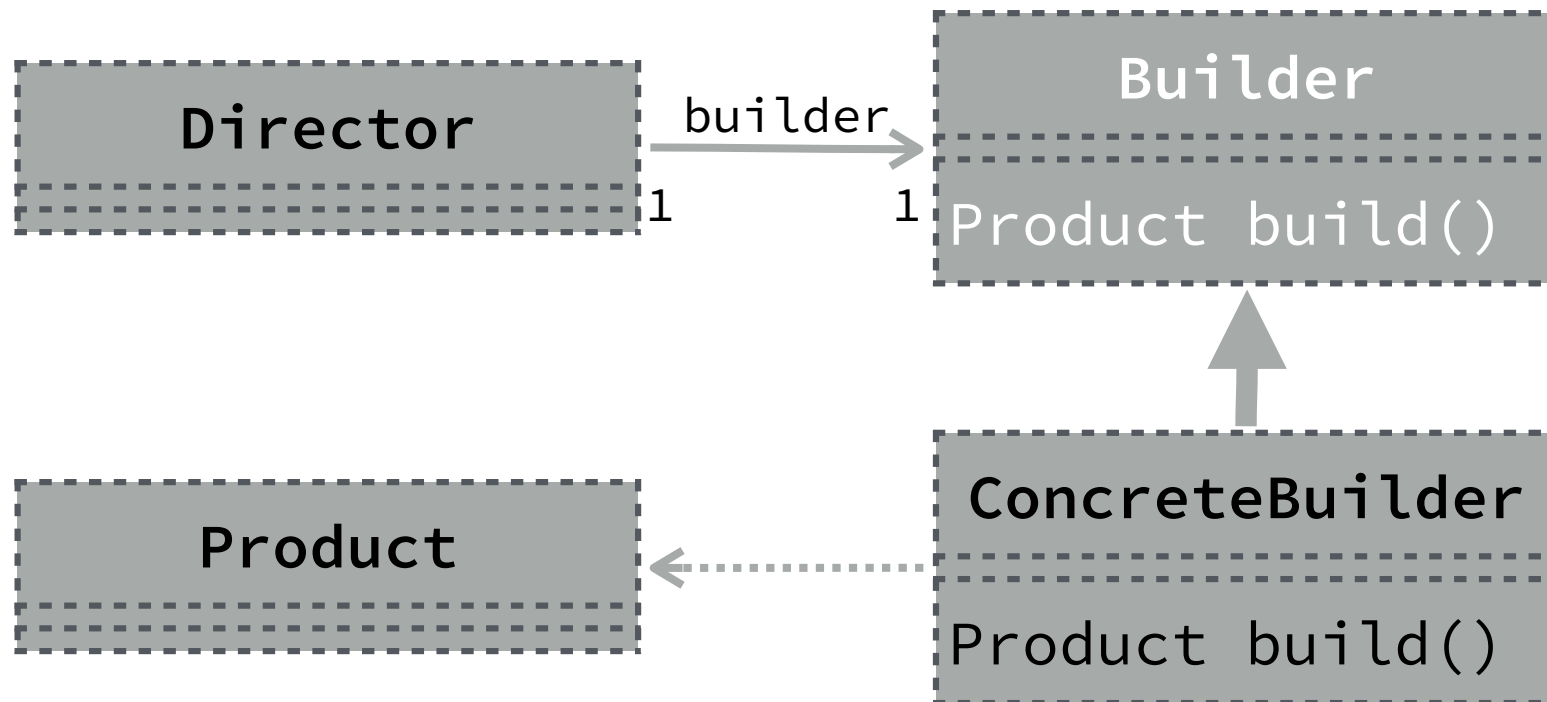 Director
builder
1
1
Builder
Product build()
Product
ConcreteBuilder
Product build()